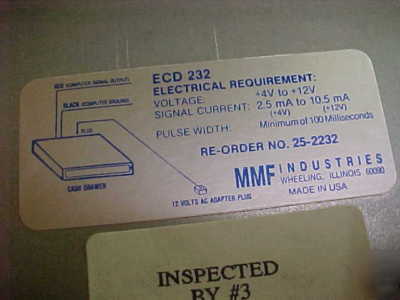 ECD 232
ELECTRICAL REQUIREMENT:
VOLTAGE: +4V to +12V
SIGNAL CURRENT: 2.5 mA to 10.5 mA
(+4V) (+12V)
PULSE WIDTH: Minimum of 100 Milliseconds
RE-ORDER NO. 25-2232
MMF INDUSTRIES
WHEELING, ILLINOIS 60090
MADE IN USA
RED (COMPUTER SIGNAL OUTPUT)
BLACK (COMPUTER GROUND)
PLUG
CASH DRAWER
12 VOLTS AC ADAPTER PLUG
INSPECTED
BY #3